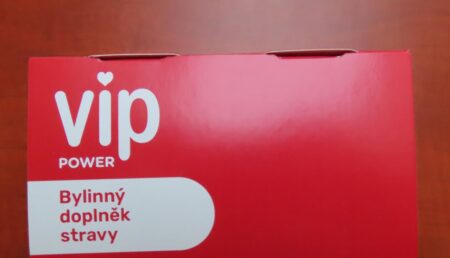 vip
POWER
Bylinný
doplněk
stravy